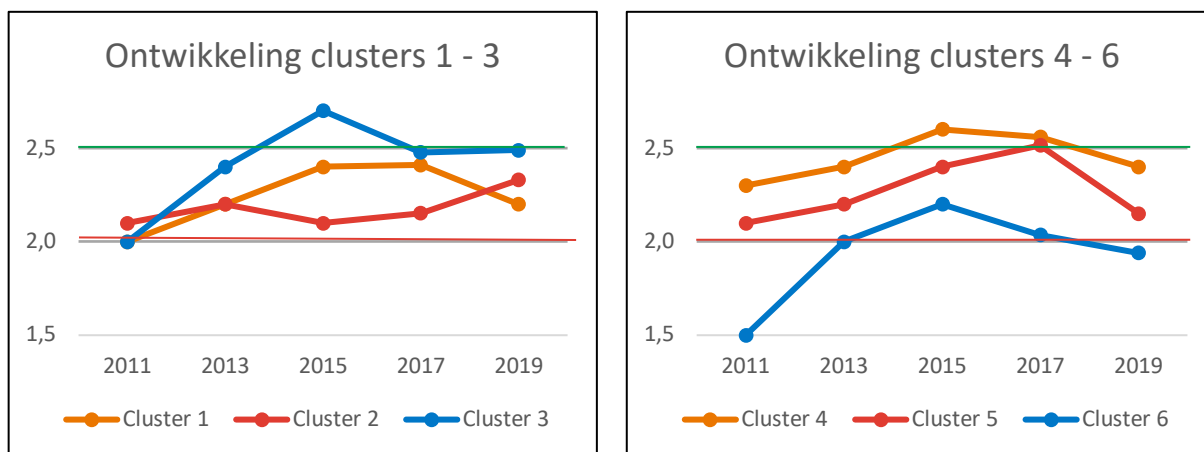 Ontwikkeling clusters 1 - 3
2,5
2,0
1,5
2011 2013 2015 2017 2019
Cluster 1 Cluster 2 Cluster 3
Ontwikkeling clusters 4 - 6
2,5
2,0
1,5
2011 2013 2015 2017 2019
Cluster 4 Cluster 5 Cluster 6